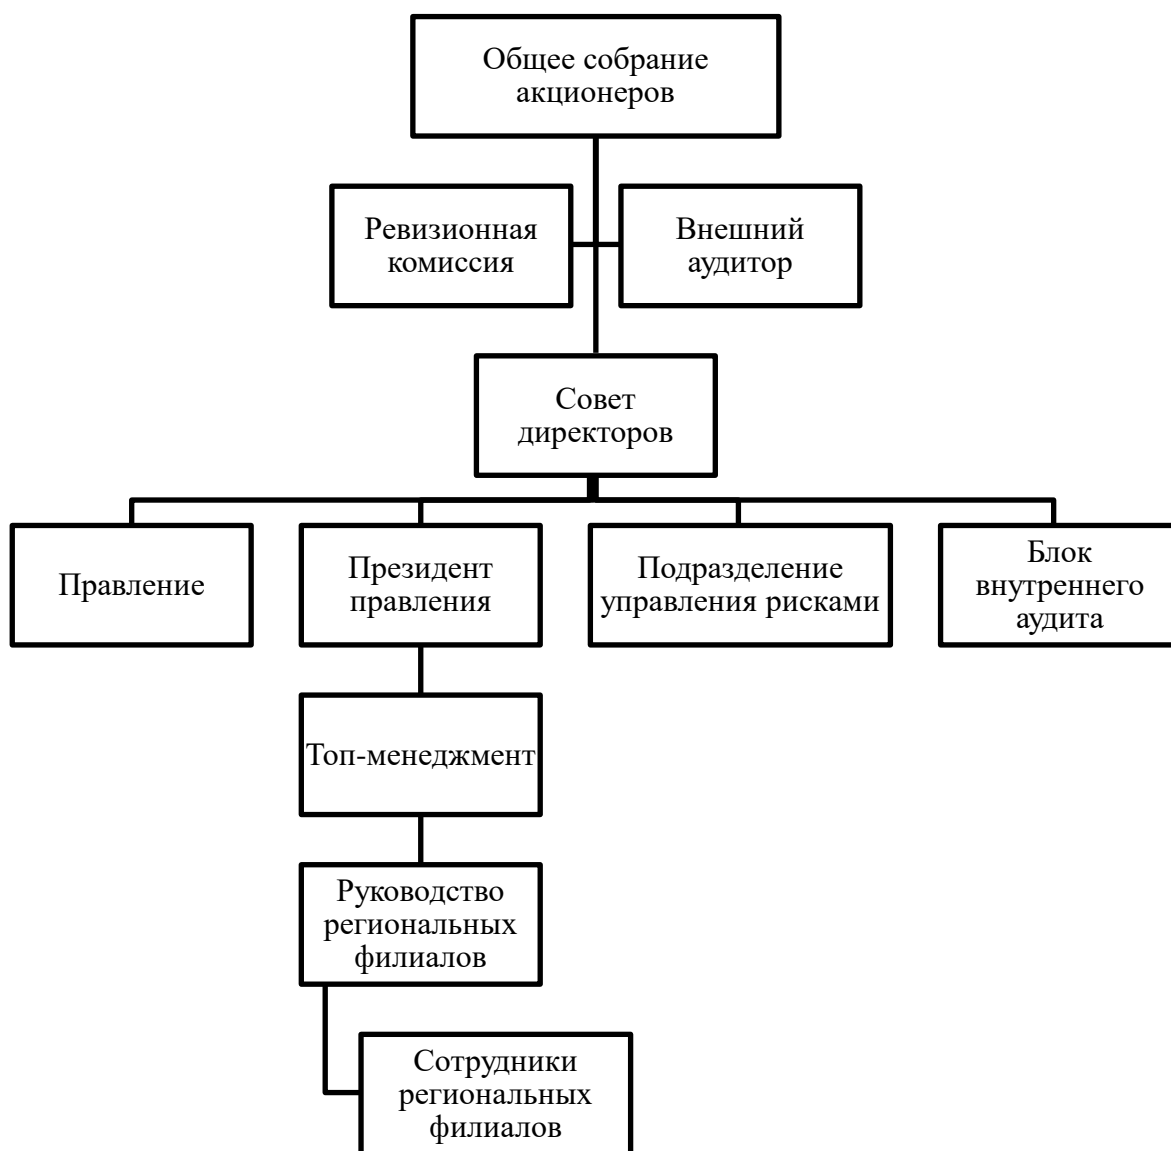 Общее собрание
акционеров
Ревизионная
комиссия
Внешний
аудитор
Совет
директоров
Правление
Президент
правления
Подразделение
управления рисками
Блок
внутреннего
аудита
Топ-менеджмент
Руководство
региональных
филиалов
Сотрудники
региональных
филиалов